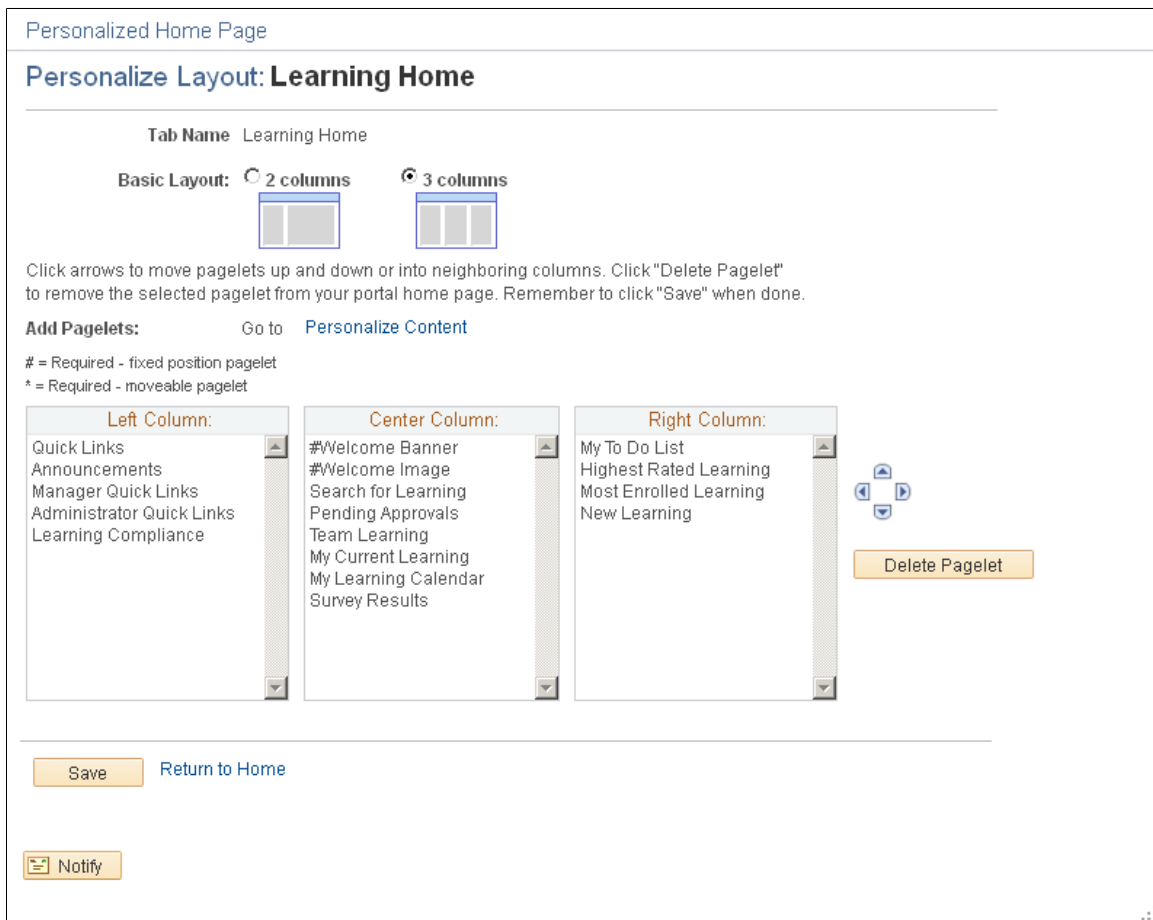 Personalized Home Page
Personalize Layout: Learning Home
Tab Name Learning Home
Basic Layout: 2 columns 3 columns
Click arrows to move pagelets up and down or into neighboring columns. Click "Delete Pagelet"
to remove the selected pagelet from your portal home page. Remember to click "Save" when done.
Add Pagelets: Go to Personalize Content
# = Required - fixed position pagelet
* = Required - moveable pagelet
Left Column:
Quick Links
Announcements
Manager Quick Links
Administrator Quick Links
Learning Compliance
Center Column:
#Welcome Banner
#Welcome Image
Search for Learning
Pending Approvals
Team Learning
My Current Learning
My Learning Calendar
Survey Results
Right Column:
My To Do List
Highest Rated Learning
Most Enrolled Learning
New Learning
Delete Pagelet
Save Return to Home
Notify